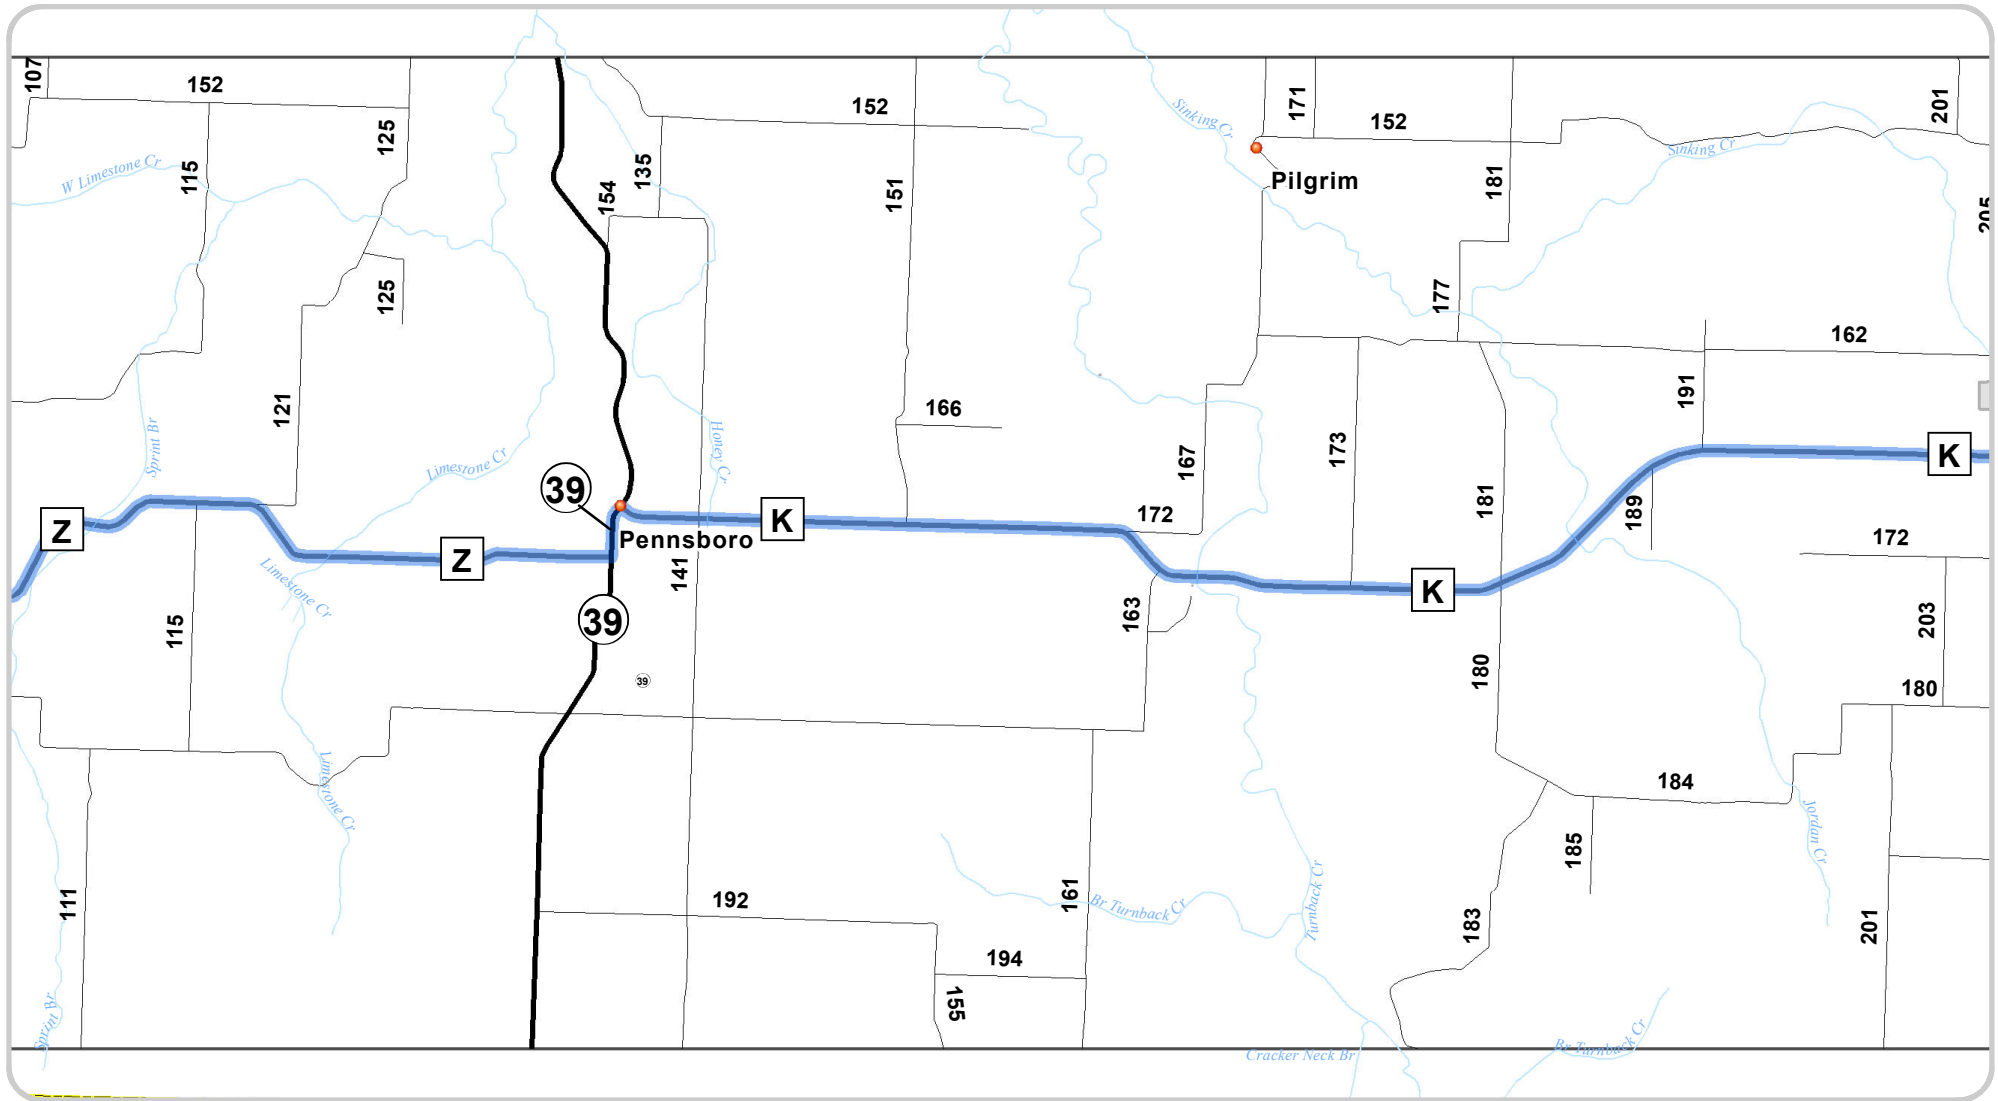 107
152
152
171
152
201
125
135
W Limestone Cr
115
154
151
Sinking Cr
Pilgrim
181
Sinking Cr
205
125
177
162
121
166
191
Sprint Br
Limestone Cr
Honey Cr
167
173
K
39
Z
Z
Pennsboro
K
172
181
189
172
141
Limestone Cr
K
39
115
163
180
203
180
39
Limestone Cr
184
Jordan Cr
185
111
192
161
Br Turnback Cr
Turnback Cr
183
201
194
155
Sprint Br
Cracker Neck Br
Br Turnback Cr